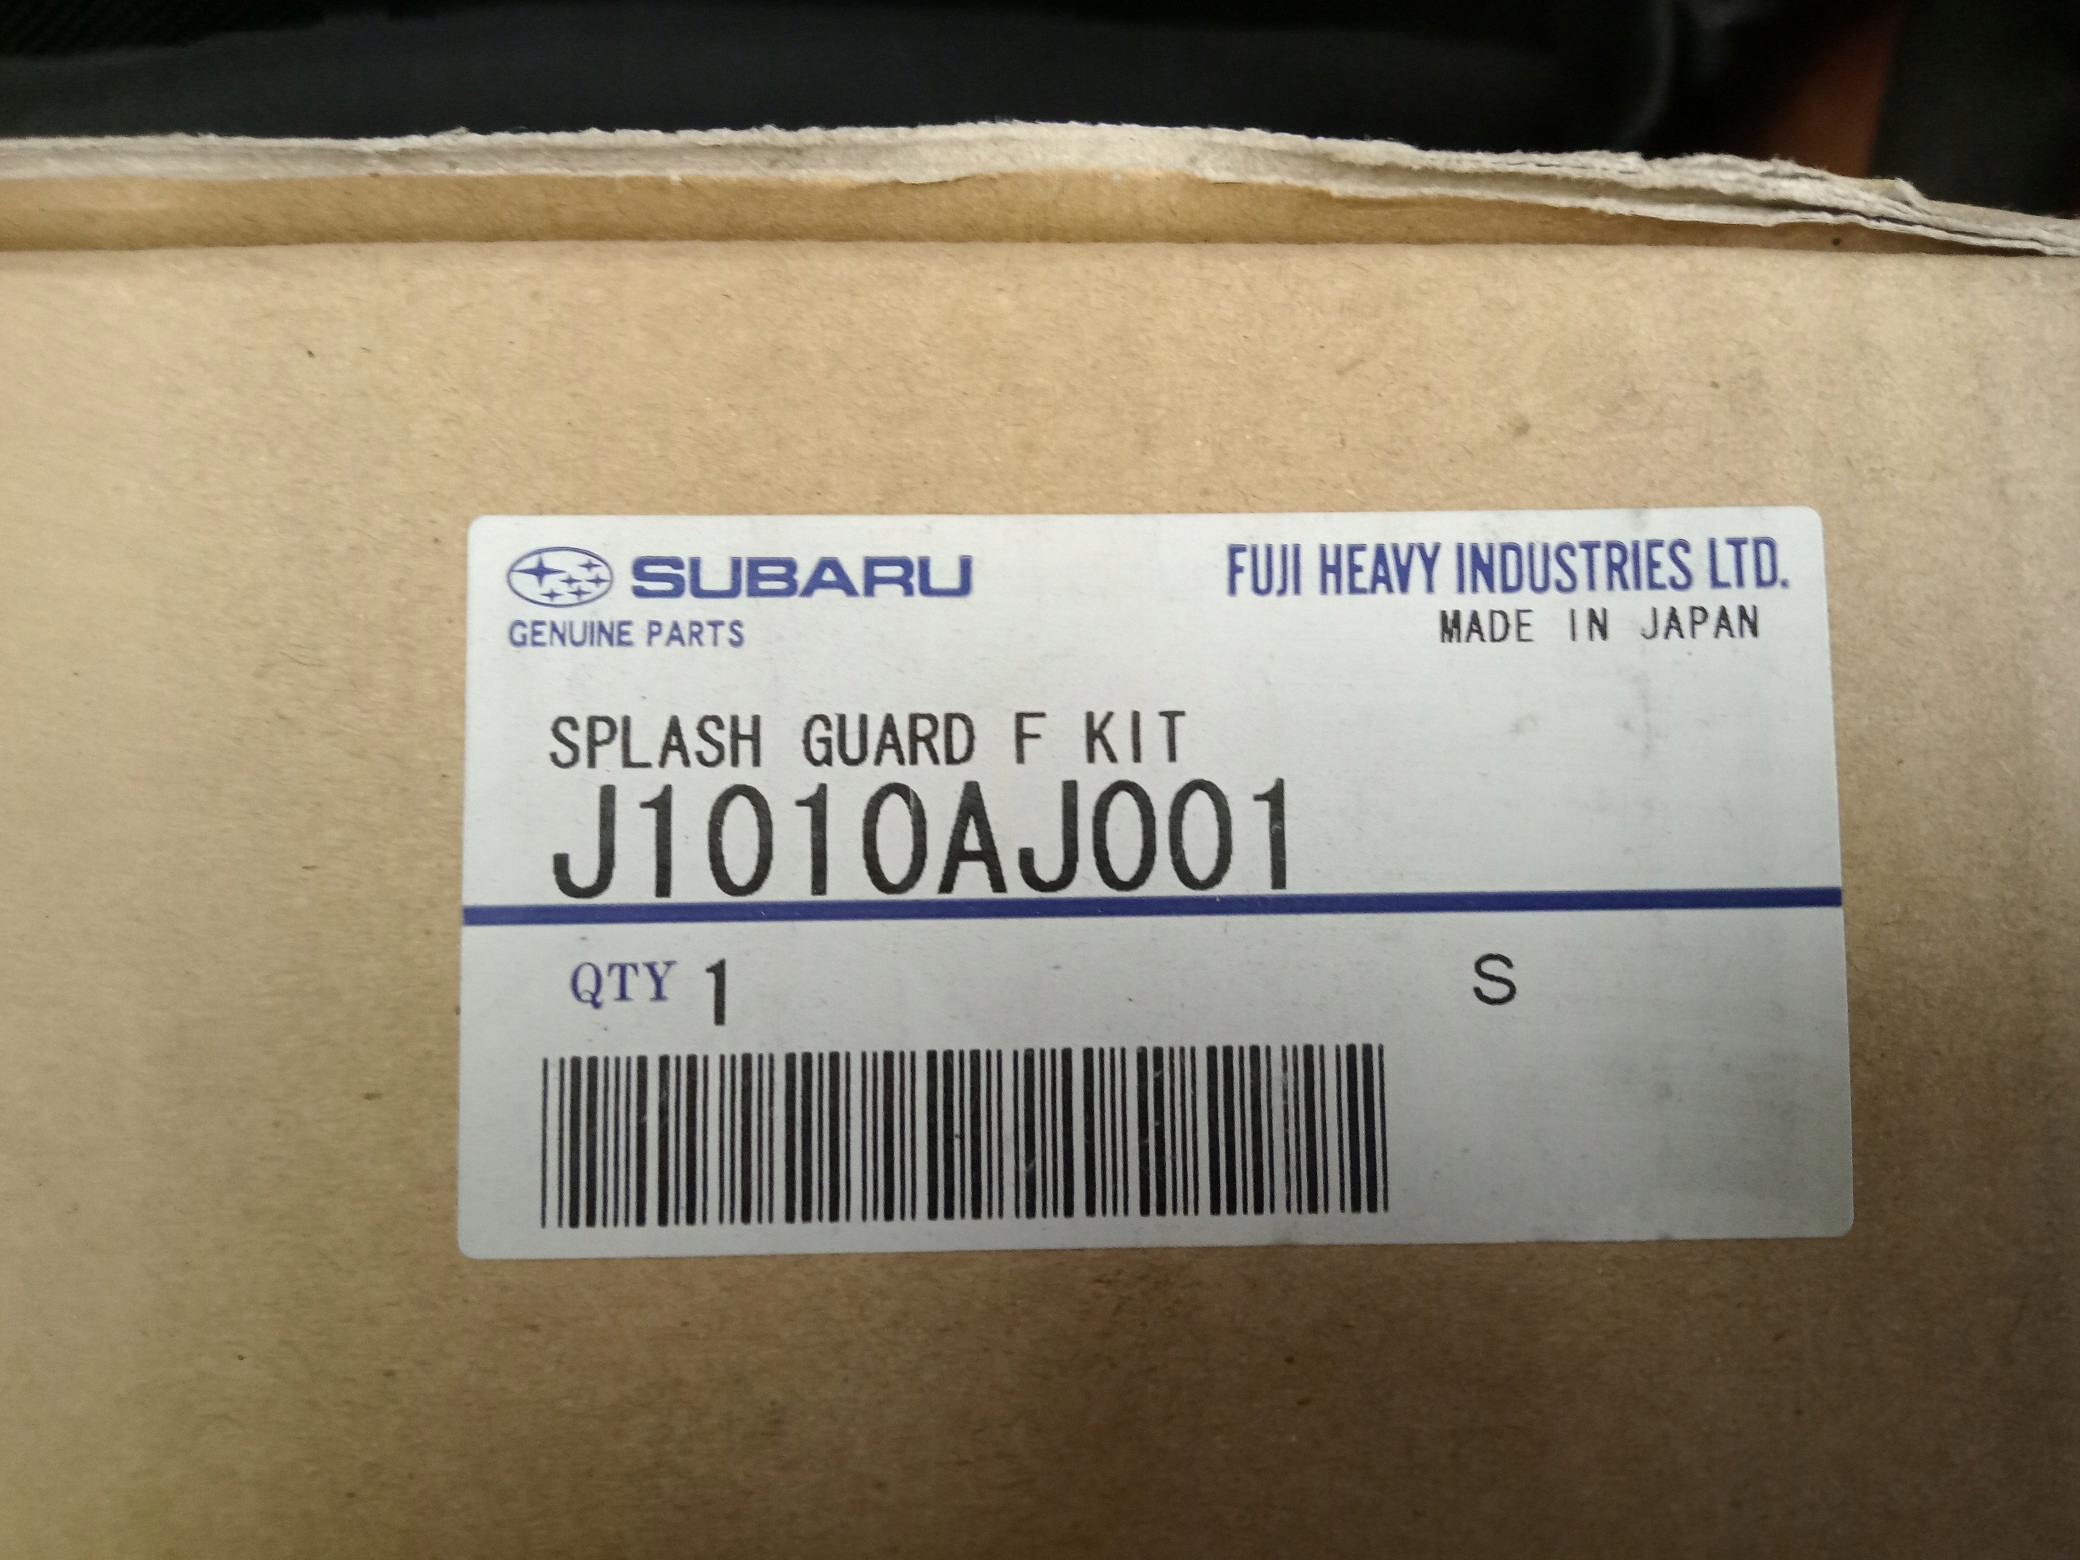 SUBARU FUJI HEAVY INDUSTRIES LTD.
GENUINE PARTS MADE IN JAPAN
SPLASH GUARD F KIT
J1010AJ001
QTY 1 S